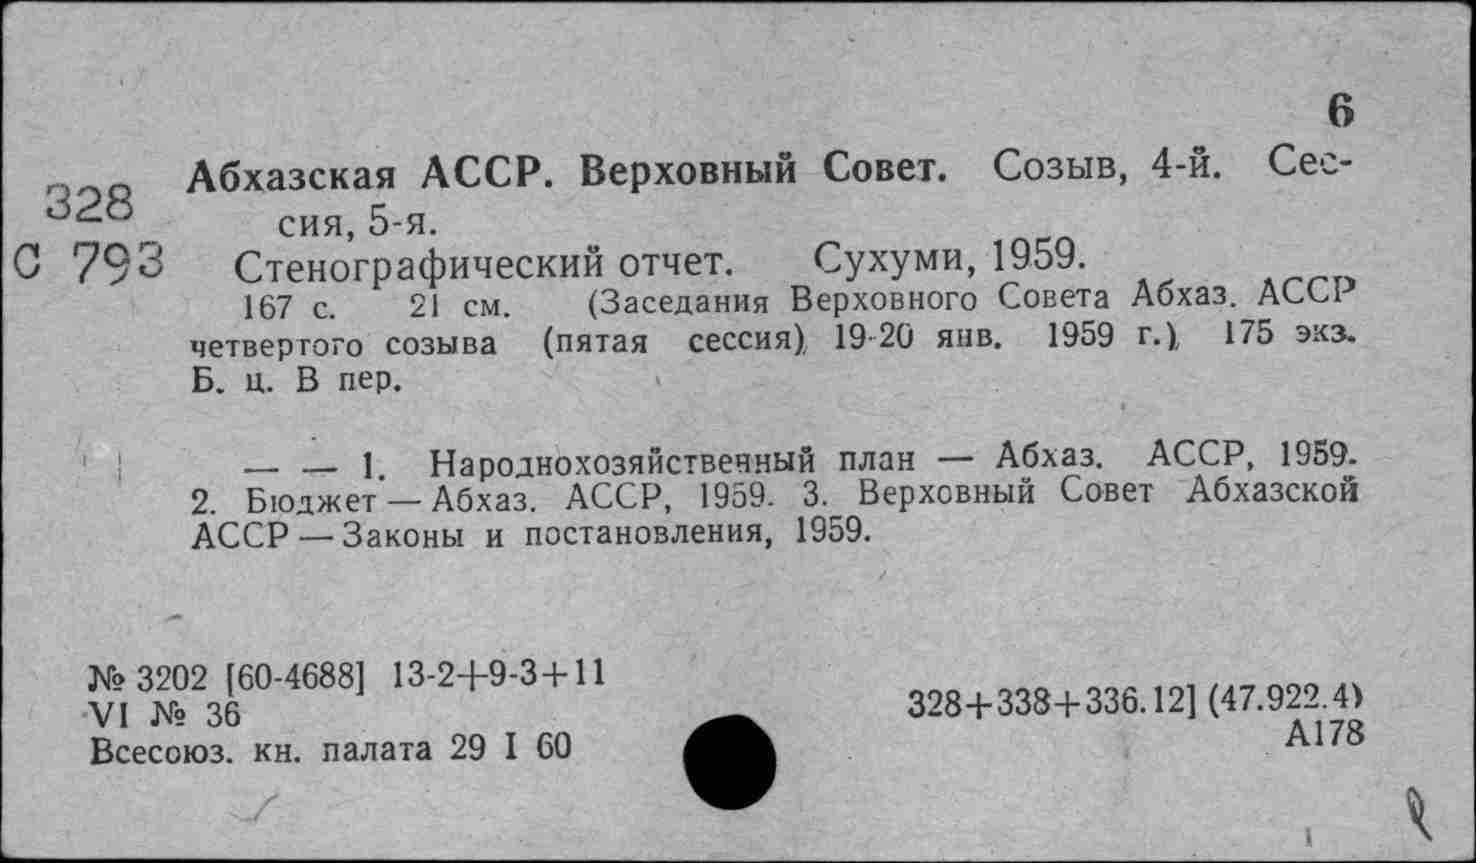 6
328
С 793
Абхазская АССР. Верховный Совет. Созыв, 4-й. Сес-
сия, 5-я.
Стенографический отчет. Сухуми, 1959.
167 с. 21 см. (Заседания Верховного Совета Абхаз. АССР
четвертого созыва (пятая сессия), 19-20 янв. 1959 г.), 175 экз.
Б. ц. В пер.
— — 1. Народнохозяйственный план — Абхаз. АССР, 1959.
2. Бюджет — Абхаз. АССР, 1959. 3. Верховный Совет Абхазской
АССР — Законы и постановления, 1959.
№ 3202 [60-4688] 13-2+9-3+11
VI № 36
Всесоюз. кн. палата 29 I 60
328+338+336.12] (47.922.4)
А178